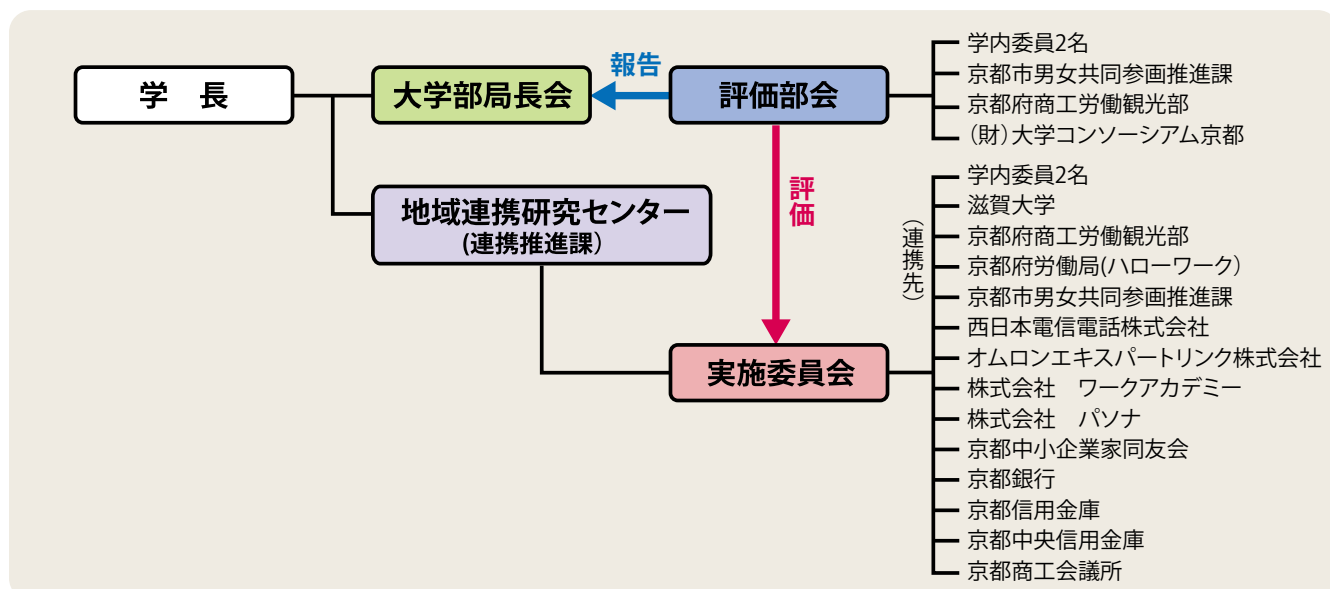 学　長
大学部局長会
報告
評価部会
学内委員2名
京都市男女共同参画推進課
京都府商工労働観光部
（財）大学コンソーシアム京都
地域連携研究センター
(連携推進課）
評価
実施委員会
（連携先）
学内委員2名
滋賀大学
京都府商工労働観光部
京都府労働局(ハローワーク）
京都市男女共同参画推進課
西日本電信電話株式会社
オムロンエキスパートリンク株式会社
株式会社　ワークアカデミー
株式会社　パソナ
京都中小企業家同友会
京都銀行
京都信用金庫
京都中央信用金庫
京都商工会議所